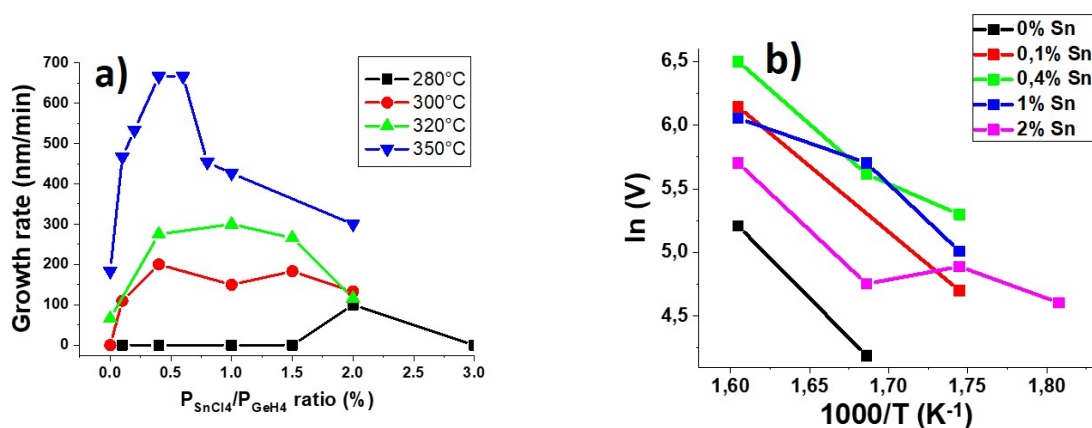 a)
280°C
300°C
320°C
350°C
Growth rate (nm/min)
700
600
500
400
300
200
100
0
0.0 0.5 1.0 1.5 2.0 2.5 3.0
PSnCl4/PGeH4 ratio (%)
b)
0% Sn
0,1% Sn
0,4% Sn
1% Sn
2% Sn
ln (V)
6,5
6,0
5,5
5,0
4,5
1,60 1,65 1,70 1,75 1,80
1000/T (K-1)